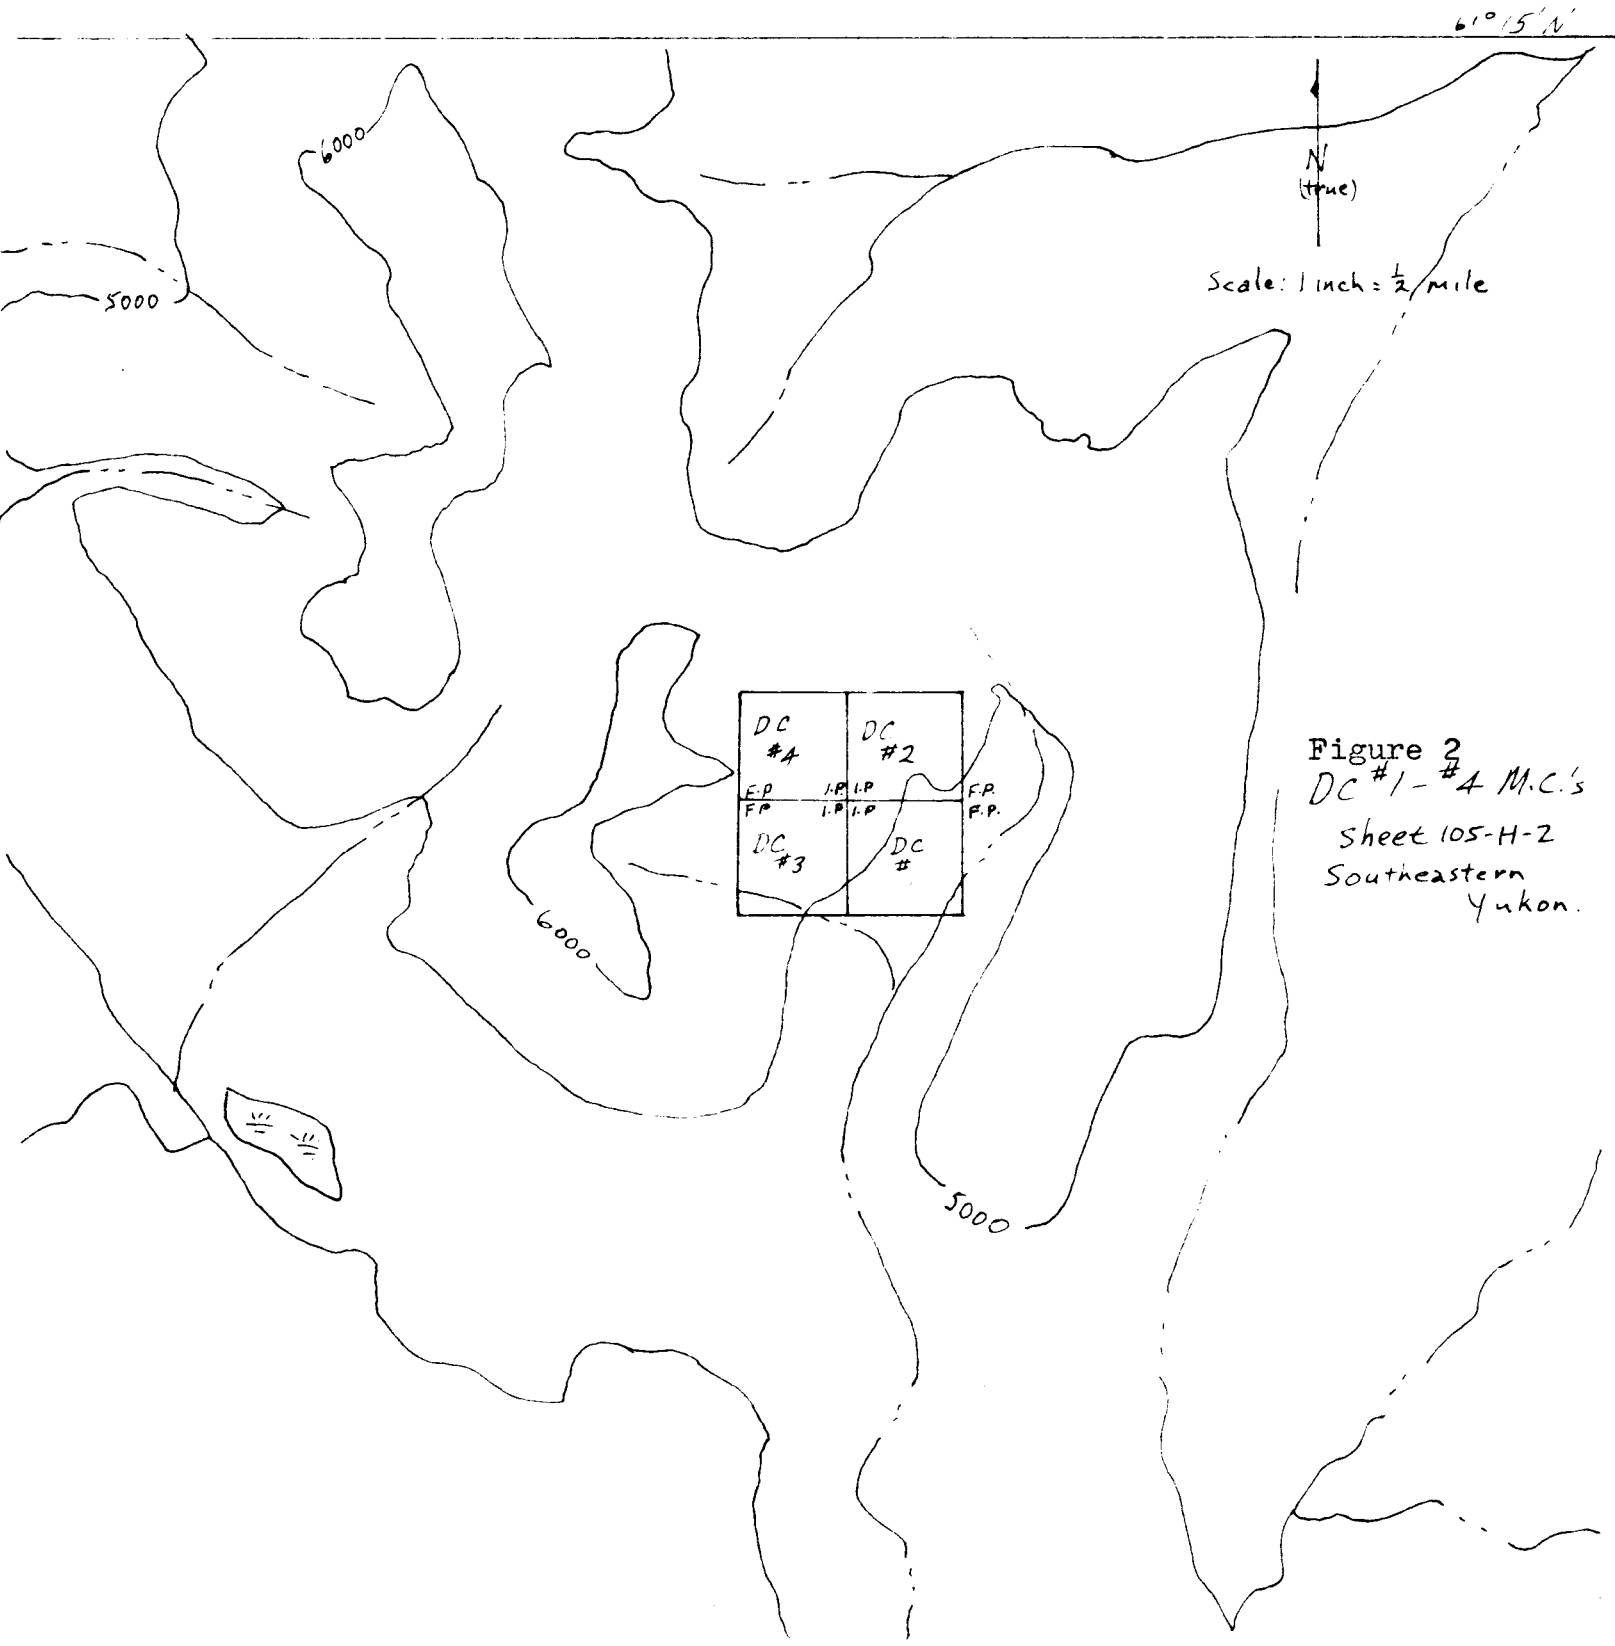 61° 15' N
6000
N
(true)
5000
Scale: 1 inch = ½ mile
DC
#4
DC
#2
F.P. I.P. I.P. F.P.
F.P. I.P. I.P. F.P.
DC
#3
DC
#
Figure 2
DC #1 - #4 M.C.'s
Sheet 105-H-2
Southeastern
Yukon.
6000
5000